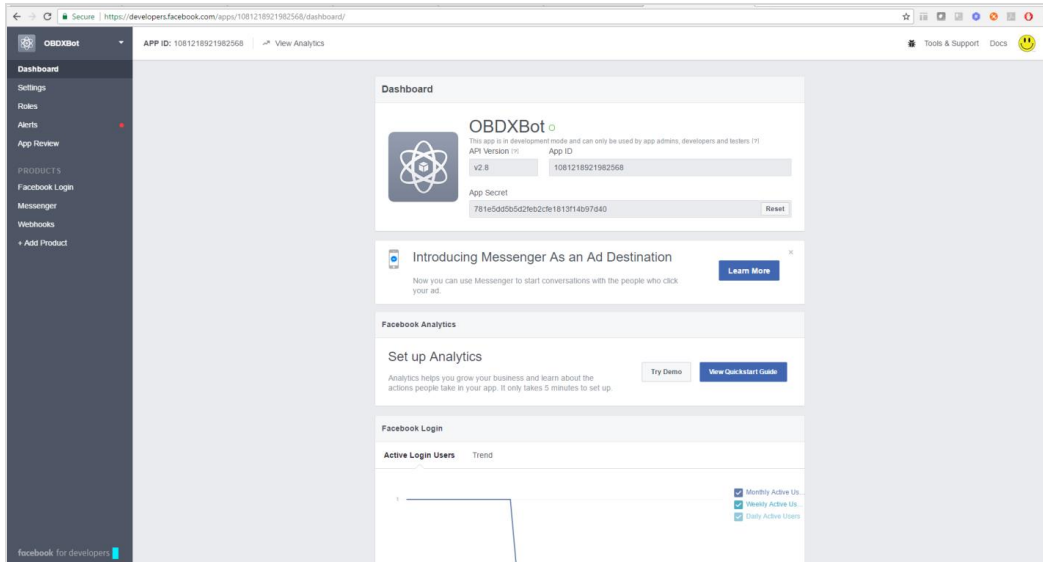 Secure | https://developers.facebook.com/apps/1081218921982568/dashboard/
OBDXBot
APP ID: 1081218921982568
View Analytics
Tools & Support
Docs
Dashboard
Settings
Roles
Alerts
App Review
PRODUCTS
Facebook Login
Messenger
Webhooks
+ Add Product
facebook for developers
Dashboard
OBDXBot
This app is in development mode and can only be used by app admins, developers and testers [?]
API Version [?]
App ID
v2.8
1081218921982568
App Secret
781e5dd5b5d2feb2cfe1813f14b97d40
Reset
Introducing Messenger As an Ad Destination
Now you can use Messenger to start conversations with the people who click
your ad.
Learn More
Facebook Analytics
Set up Analytics
Analytics helps you grow your business and learn about the
actions people take in your app. It only takes 5 minutes to set up.
Try Demo
View Quickstart Guide
Facebook Login
Active Login Users
Trend
1
Monthly Active Us...
Weekly Active Us...
Daily Active Users